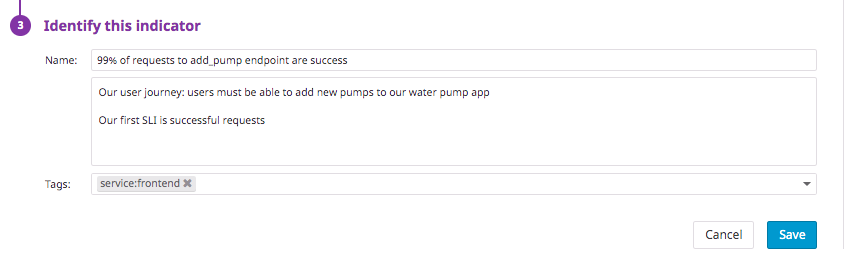 3 Identify this indicator
Name: 99% of requests to add_pump endpoint are success
Our user journey: users must be able to add new pumps to our water pump app
Our first SLI is successful requests
Tags: service:frontend ✖
Cancel Save